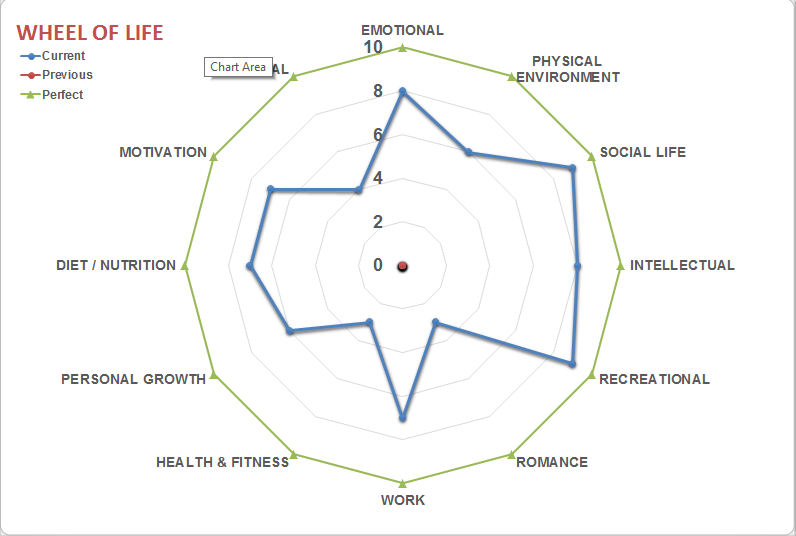 WHEEL OF LIFE
Current
Previous
Perfect
EMOTIONAL
10
Chart Area
PHYSICAL
ENVIRONMENT
8
6
MOTIVATION
SOCIAL LIFE
4
2
DIET / NUTRITION
0
INTELLECTUAL
PERSONAL GROWTH
RECREATIONAL
HEALTH & FITNESS
ROMANCE
WORK